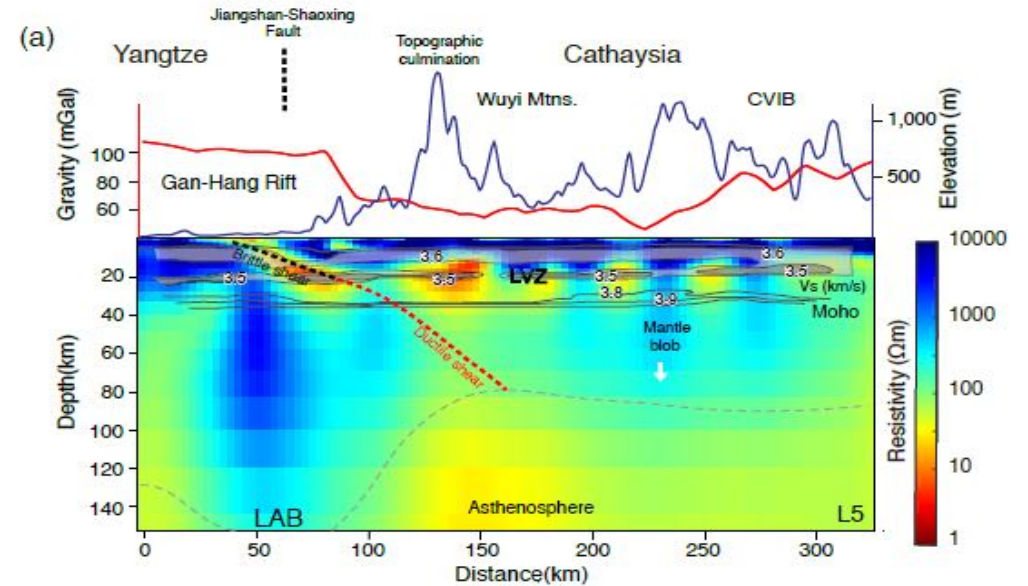 (a)
Jiangshan-Shaoxing
Fault
Yangtze
Topographic
culmination
Cathaysia
Wuyi Mtns.
CVIB
Gravity (mGal)
100
80
60
Gan-Hang Rift
1,000
500
Elevation (m)
Brittle shear
3.5
3.6
3.5
LVZ
3.5
3.8
3.9
3.6
3.5
Vs (km/s)
Moho
Mantle
blob
Ductile shear
Depth(km)
20
40
60
80
100
120
140
LAB
Asthenosphere
L5
0
50
100
150
200
250
300
Distance(km)
10000
1000
100
10
1
Resistivity (Ωm)